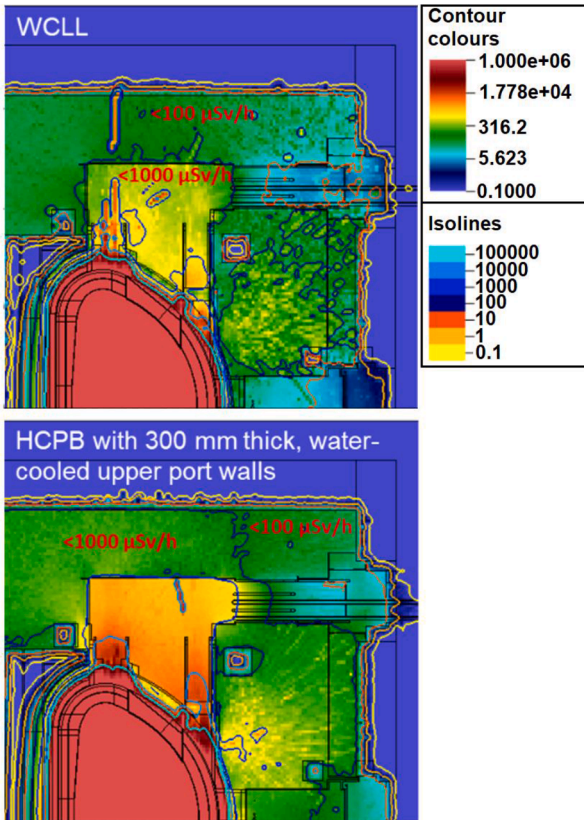 WCLL
<100 μSv/h
<1000 μSv/h
Contour
colours
1.000e+06
1.778e+04
316.2
5.623
0.1000
Isolines
100000
10000
1000
100
10
1
0.1
HCPB with 300 mm thick, water-
cooled upper port walls
<1000 μSv/h
<100 μSv/h